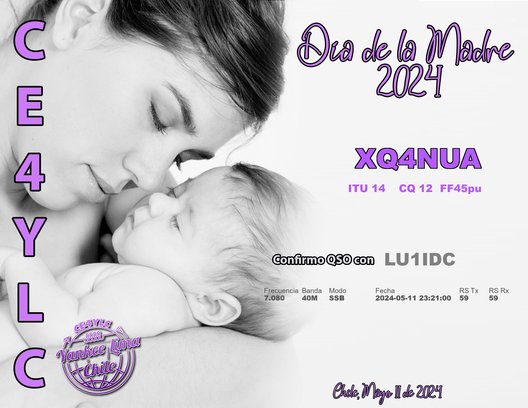 CE4YLC
Día de la Madre
2024
XQ4NUA
ITU 14 CQ 12 FF45pu
Confirmo QSO con LU1IDC
Frecuencia Banda Modo Fecha RS Tx RS Rx
7.080 40M SSB 2024-05-11 23:21:00 59 59
Yankee Lima
Chile
Chile, Mayo 11 de 2024